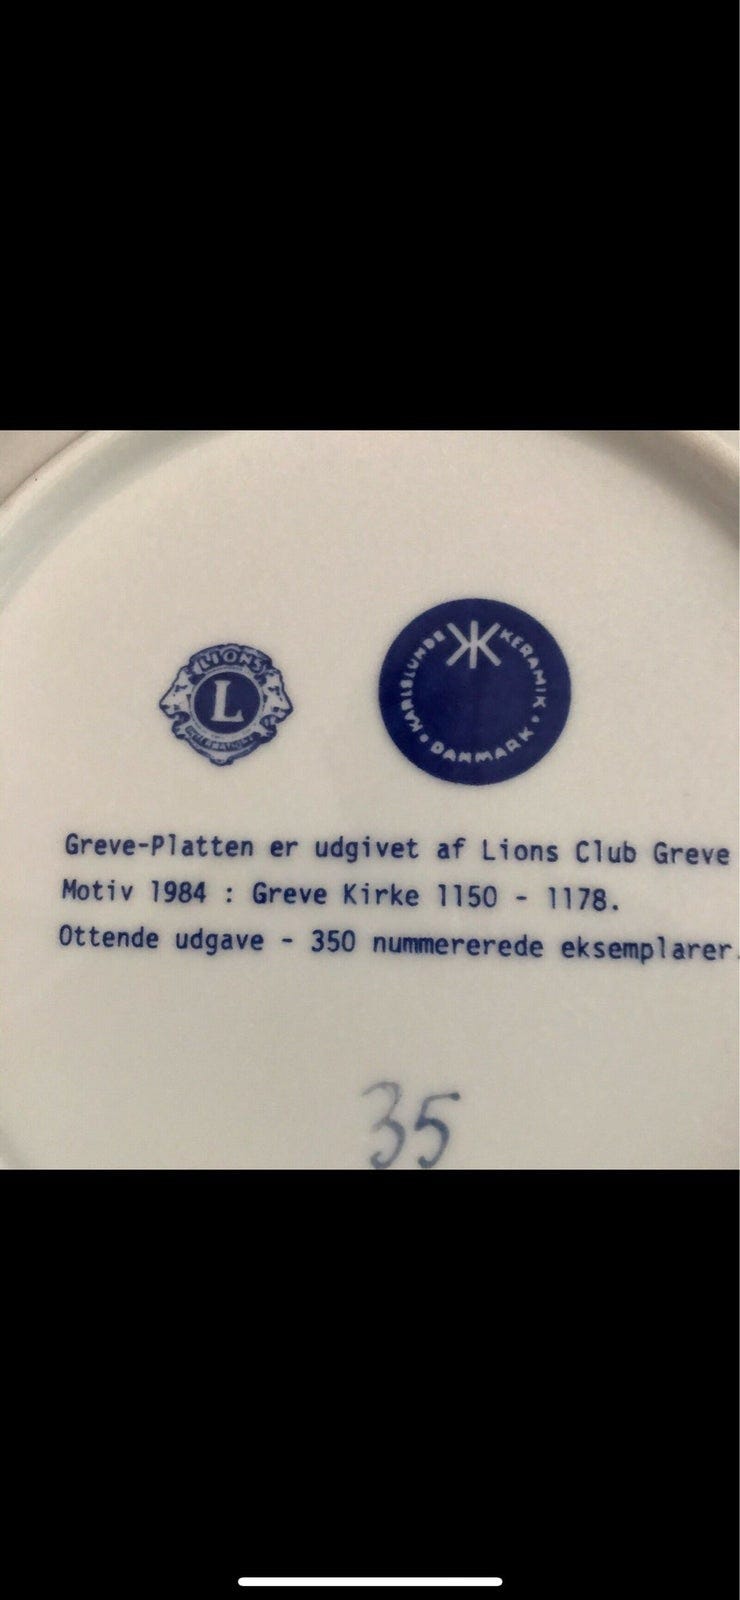 LIONS
L
INTERNATIONAL
KARLSLUNDE KERAMIK • DANMARK •
Greve-Platten er udgivet af Lions Club Greve
Motiv 1984 : Greve Kirke 1150 - 1178.
Ottende udgave - 350 nummererede eksemplarer.
35